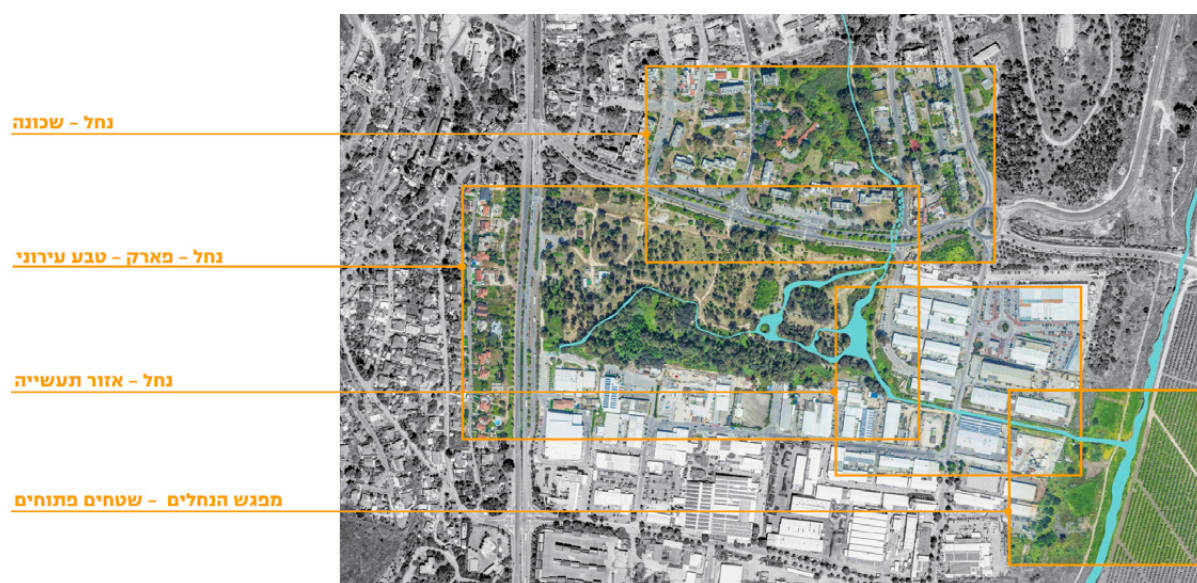 נחל – שכונה
נחל – פארק – טבע עירוני
נחל – אזור תעשייה
מפגש הנחלים – שטחים פתוחים